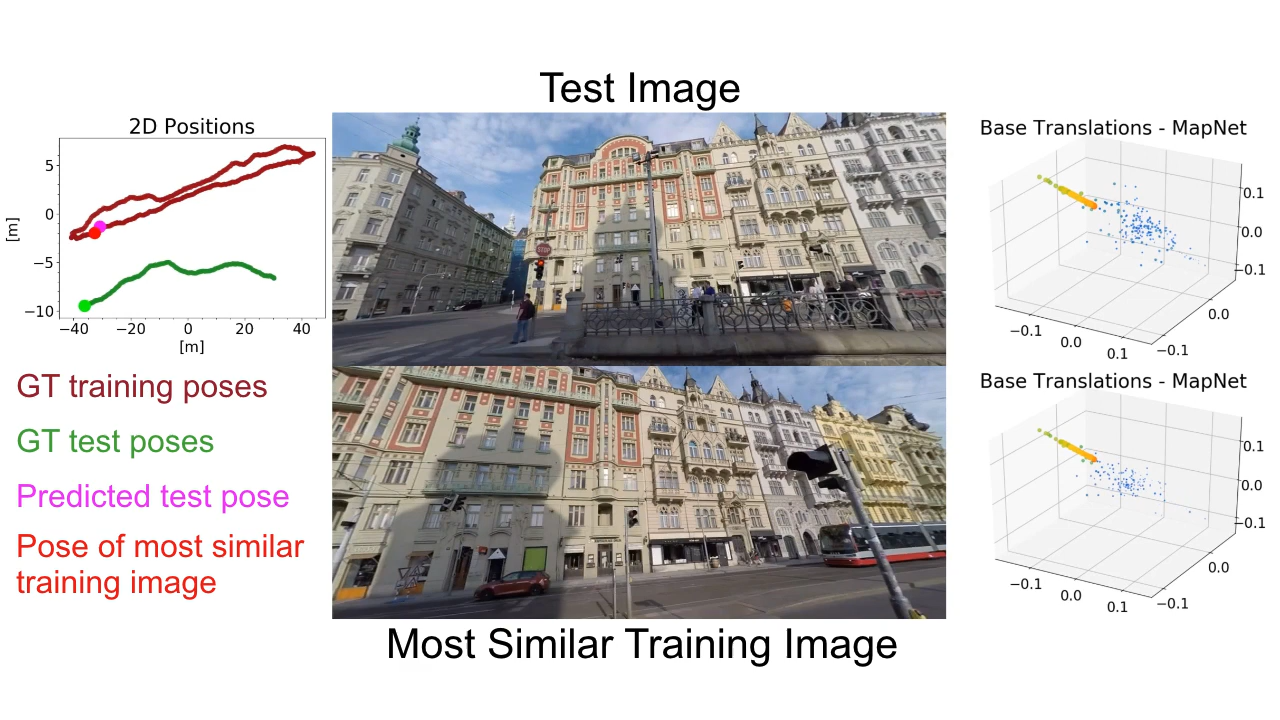 Test Image
2D Positions
5
0
−5
−10
[m]
−40
−20
0
20
40
[m]
GT training poses
GT test poses
Predicted test pose
Pose of most similar
training image
Most Similar Training Image
Base Translations - MapNet
0.1
0.0
−0.1
−0.1
0.0
0.1
−0.1
0.0
Base Translations - MapNet
0.1
0.0
−0.1
−0.1
0.0
0.1
−0.1
0.0